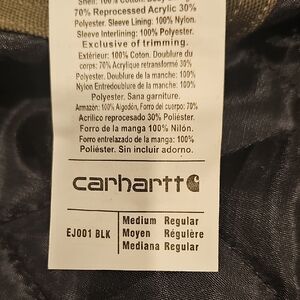 Shell: 100% Cotton. Body
70% Reprocessed Acrylic 30%
Polyester. Sleeve Lining: 100% Nylon.
Sleeve Interlining: 100% Polyester.
Exclusive of trimming.
Extérieur: 100% Coton. Doublure du
corps: 70% Acrylique retransformé 30%
Polyester. Doublure de la manche: 100%
Nylon Entredoublure de la manche: 100%
Polyester. Sans garniture.
Armazón: 100% Algodón, Forro del cuerpo: 70%
Acrílico reprocesado 30% Poliéster.
Forro de la manga 100% Nilón.
Forro entrelazado de la manga: 100%
Poliéster. Sin incluir adorno.
carhartt
EJ001 BLK
Medium Regular
Moyen Régulère
Mediana Regular